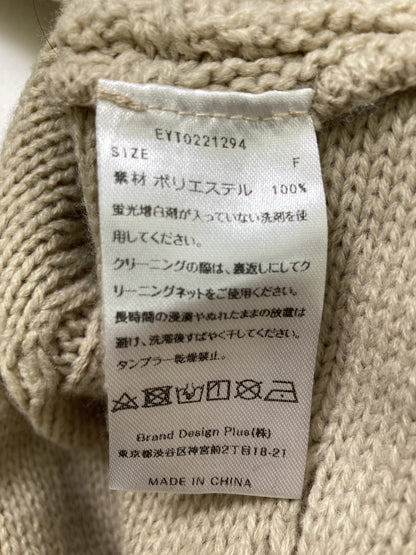 EYT0221294
SIZE F
素材 ポリエステル 100%
蛍光増白剤が入っていない洗剤を使
用してください。
クリーニングの際は、裏返しにしてク
リーニングネットをご使用ください。
長時間の浸漬やぬれたままの放置は
避け、洗濯後すばやく干してください。
タンブラー乾燥禁止。
Brand Design Plus(株)
東京都渋谷区神宮前2丁目18-21
MADE IN CHINA